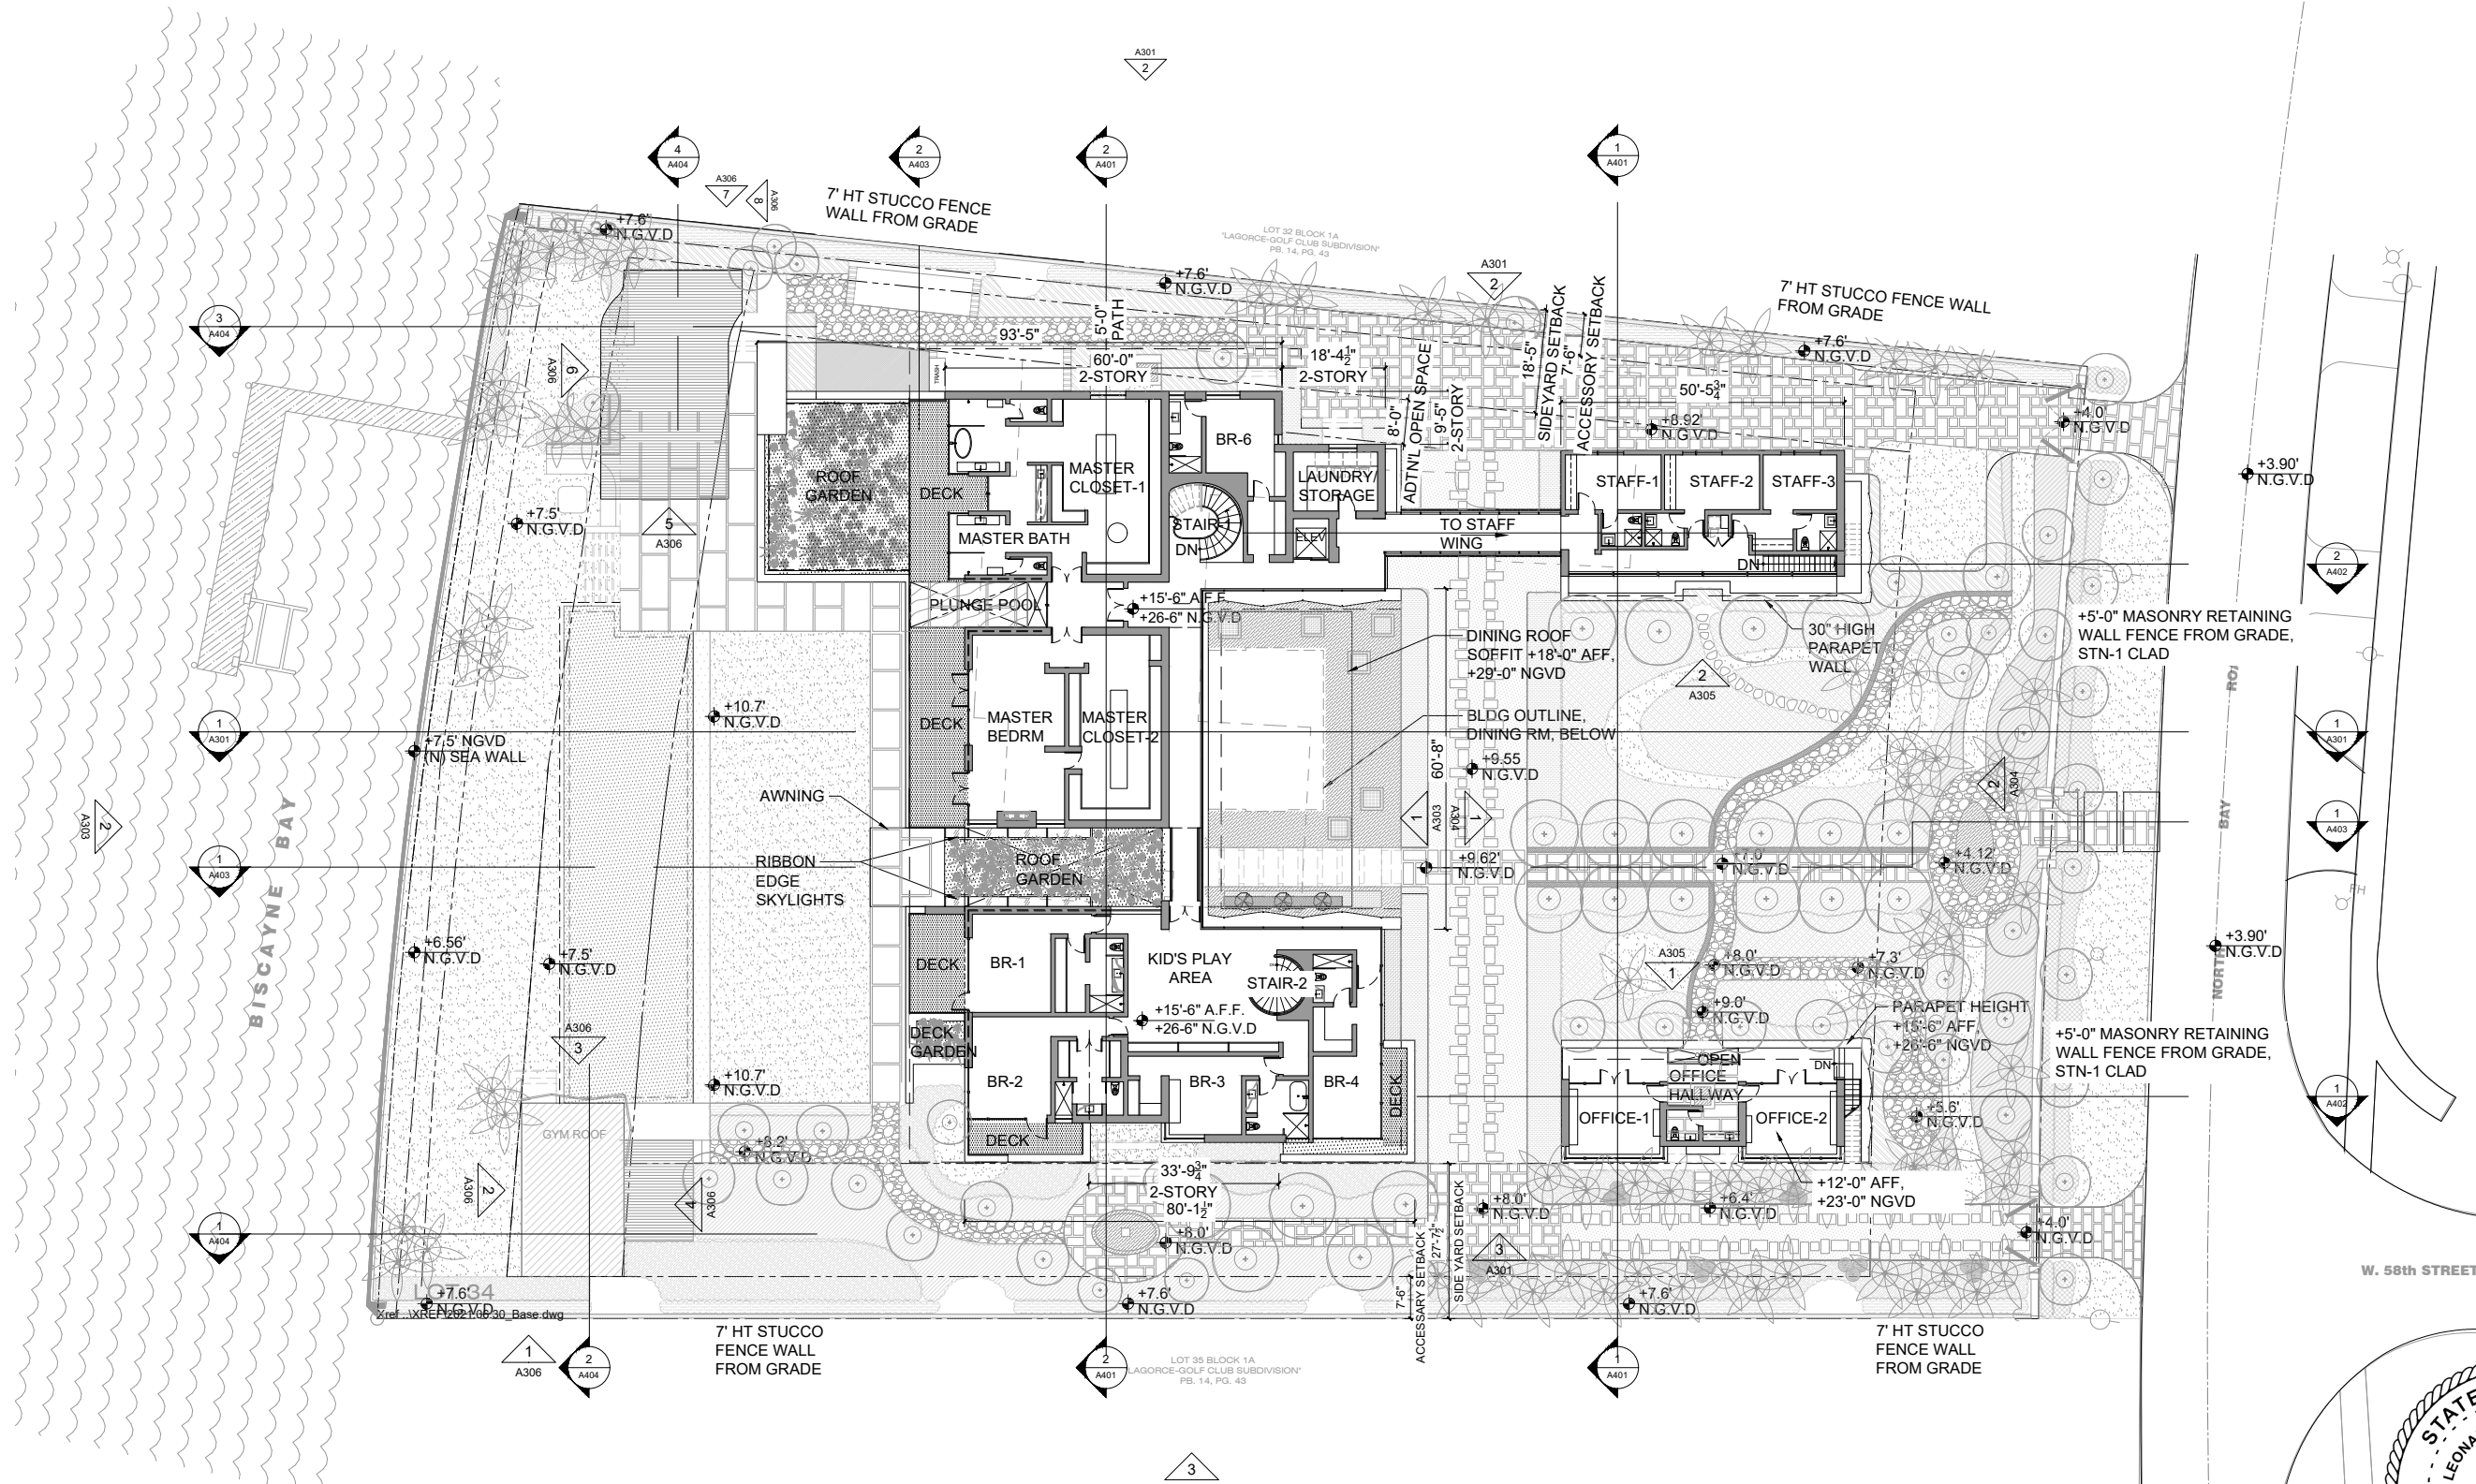 A301
2
4
A404
2
A403
2
A401
1
A401
A306
7
A306
8
7' HT STUCCO FENCE
WALL FROM GRADE
LOT 32 BLOCK 1A
"LAGORCE-GOLF CLUB SUBDIVISION"
PB. 14, PG. 43
+7.6'
N.G.V.D
+7.6'
N.G.V.D
A301
2
7' HT STUCCO FENCE WALL
FROM GRADE
+7.6'
N.G.V.D
3
A404
93'-5"
5'-0"
PATH
60'-0"
2-STORY
18'-4½"
2-STORY
8'-0"
ADTN'L OPEN SPACE
9'-5"
2-STORY
18'-5"
SIDEYARD SETBACK
7'-6"
ACCESSORY SETBACK
50'-5¾"
+8.92'
N.G.V.D
+4.0'
N.G.V.D
+3.90'
N.G.V.D
A306
6
TRASH
ROOF
GARDEN
DECK
MASTER
CLOSET-1
BR-6
LAUNDRY/
STORAGE
STAFF-1
STAFF-2
STAFF-3
+7.5'
N.G.V.D
5
A306
MASTER BATH
STAIR-1
DN
ELEV
TO STAFF
WING
DN
2
A402
PLUNGE POOL
+15'-6" A.F.F.
+26-6" N.G.V.D
DINING ROOF
SOFFIT +18'-0" AFF,
+29'-0" NGVD
30" HIGH
PARAPET
WALL
+5'-0" MASONRY RETAINING
WALL FENCE FROM GRADE,
STN-1 CLAD
2
A305
1
A301
+7.5' NGVD
(N) SEA WALL
+10.7'
N.G.V.D
DECK
MASTER
BEDRM
MASTER
CLOSET-2
BLDG OUTLINE,
DINING RM, BELOW
60'-8"
+9.55
N.G.V.D
1
A301
A303
2
AWNING
1
A303
A304
1
2
A304
1
A403
BISCAYNE BAY
NORTH BAY ROA
1
A403
RIBBON
EDGE
SKYLIGHTS
ROOF
GARDEN
+9.62'
N.G.V.D
+7.0'
N.G.V.D
+4.12'
N.G.V.D
FH
+6.56'
N.G.V.D
+7.5'
N.G.V.D
DECK
BR-1
KID'S PLAY
AREA
STAIR-2
A305
1
+8.0'
N.G.V.D
+7.3'
N.G.V.D
+3.90'
N.G.V.D
A306
3
+15'-6" A.F.F.
+26-6" N.G.V.D
+9.0'
N.G.V.D
PARAPET HEIGHT
+15'-6" AFF,
+26'-6" NGVD
+5'-0" MASONRY RETAINING
WALL FENCE FROM GRADE,
STN-1 CLAD
DECK
GARDEN
+10.7'
N.G.V.D
BR-2
BR-3
BR-4
DECK
OPEN
OFFICE
HALLWAY
DN
OFFICE-1
OFFICE-2
+5.6'
N.G.V.D
1
A402
GYM ROOF
+8.2'
N.G.V.D
DECK
33'-9¾"
2-STORY
80'-1½"
A306
2
4
A306
+12'-0" AFF,
+23'-0" NGVD
+8.0'
N.G.V.D
+6.4'
N.G.V.D
+4.0'
N.G.V.D
1
A404
+8.0'
N.G.V.D
7'-6"
ACCESSARY SETBACK
27'-7½"
SIDE YARD SETBACK
3
A301
W. 58th STREET
LOT 34
+7.6'
N.G.V.D
Xref ..\XREF\2021.06.30_Base.dwg
+7.6'
N.G.V.D
+7.6'
N.G.V.D
7' HT STUCCO
FENCE WALL
FROM GRADE
7' HT STUCCO
FENCE WALL
FROM GRADE
1
A306
2
A404
2
A401
LOT 35 BLOCK 1A
"LAGORCE-GOLF CLUB SUBDIVISION"
PB. 14, PG. 43
1
A401
3
STATE
LEONA